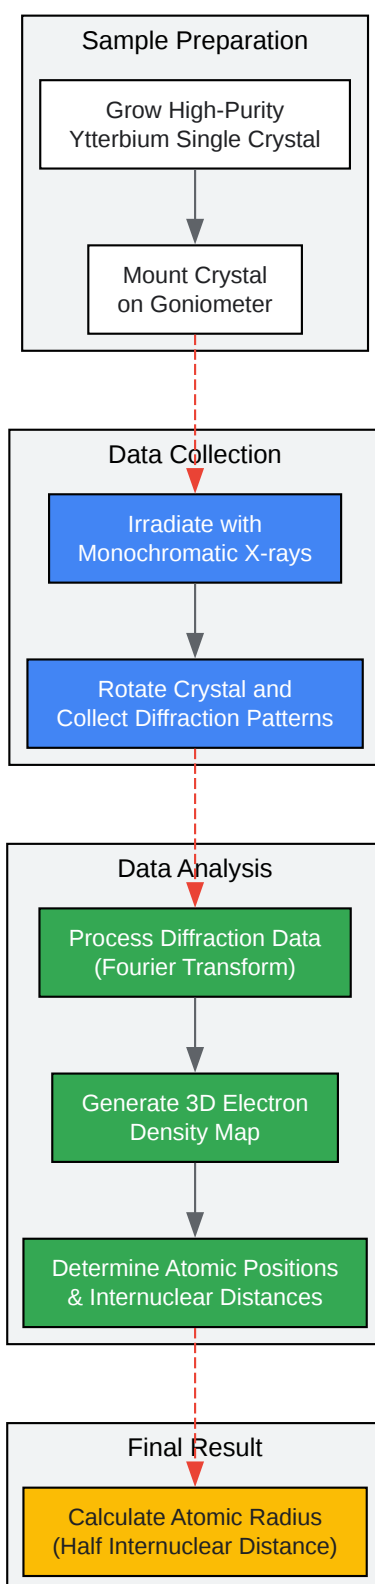 Sample Preparation
Grow High-Purity
Ytterbium Single Crystal
Mount Crystal
on Goniometer
Data Collection
Irradiate with
Monochromatic X-rays
Rotate Crystal and
Collect Diffraction Patterns
Data Analysis
Process Diffraction Data
(Fourier Transform)
Generate 3D Electron
Density Map
Determine Atomic Positions
& Internuclear Distances
Final Result
Calculate Atomic Radius
(Half Internuclear Distance)